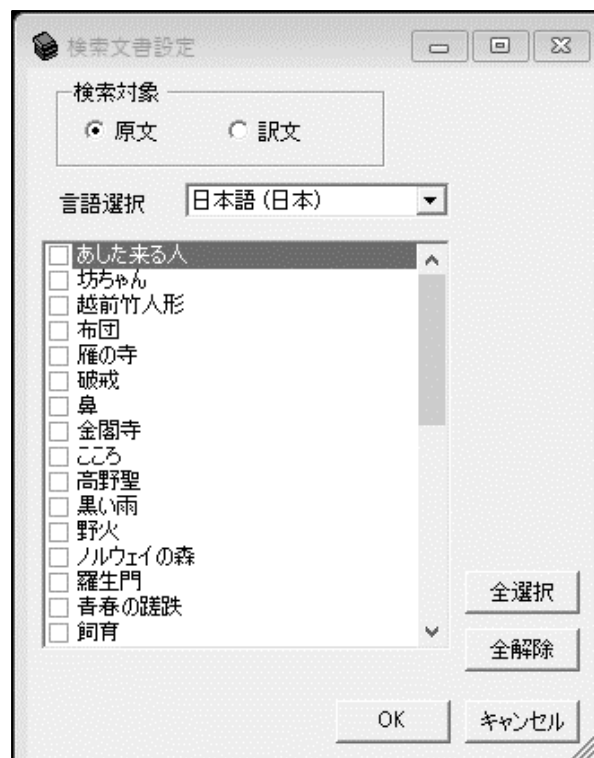 検索文書設定
検索対象
原文 訳文
言語選択 日本語 (日本)
あした来る人
坊ちゃん
越前竹人形
布団
雁の寺
破戒
鼻
金閣寺
こころ
高野聖
黒い雨
野火
ノルウェイの森
羅生門
青春の蹉跌
飼育
全選択
全解除
OK キャンセル